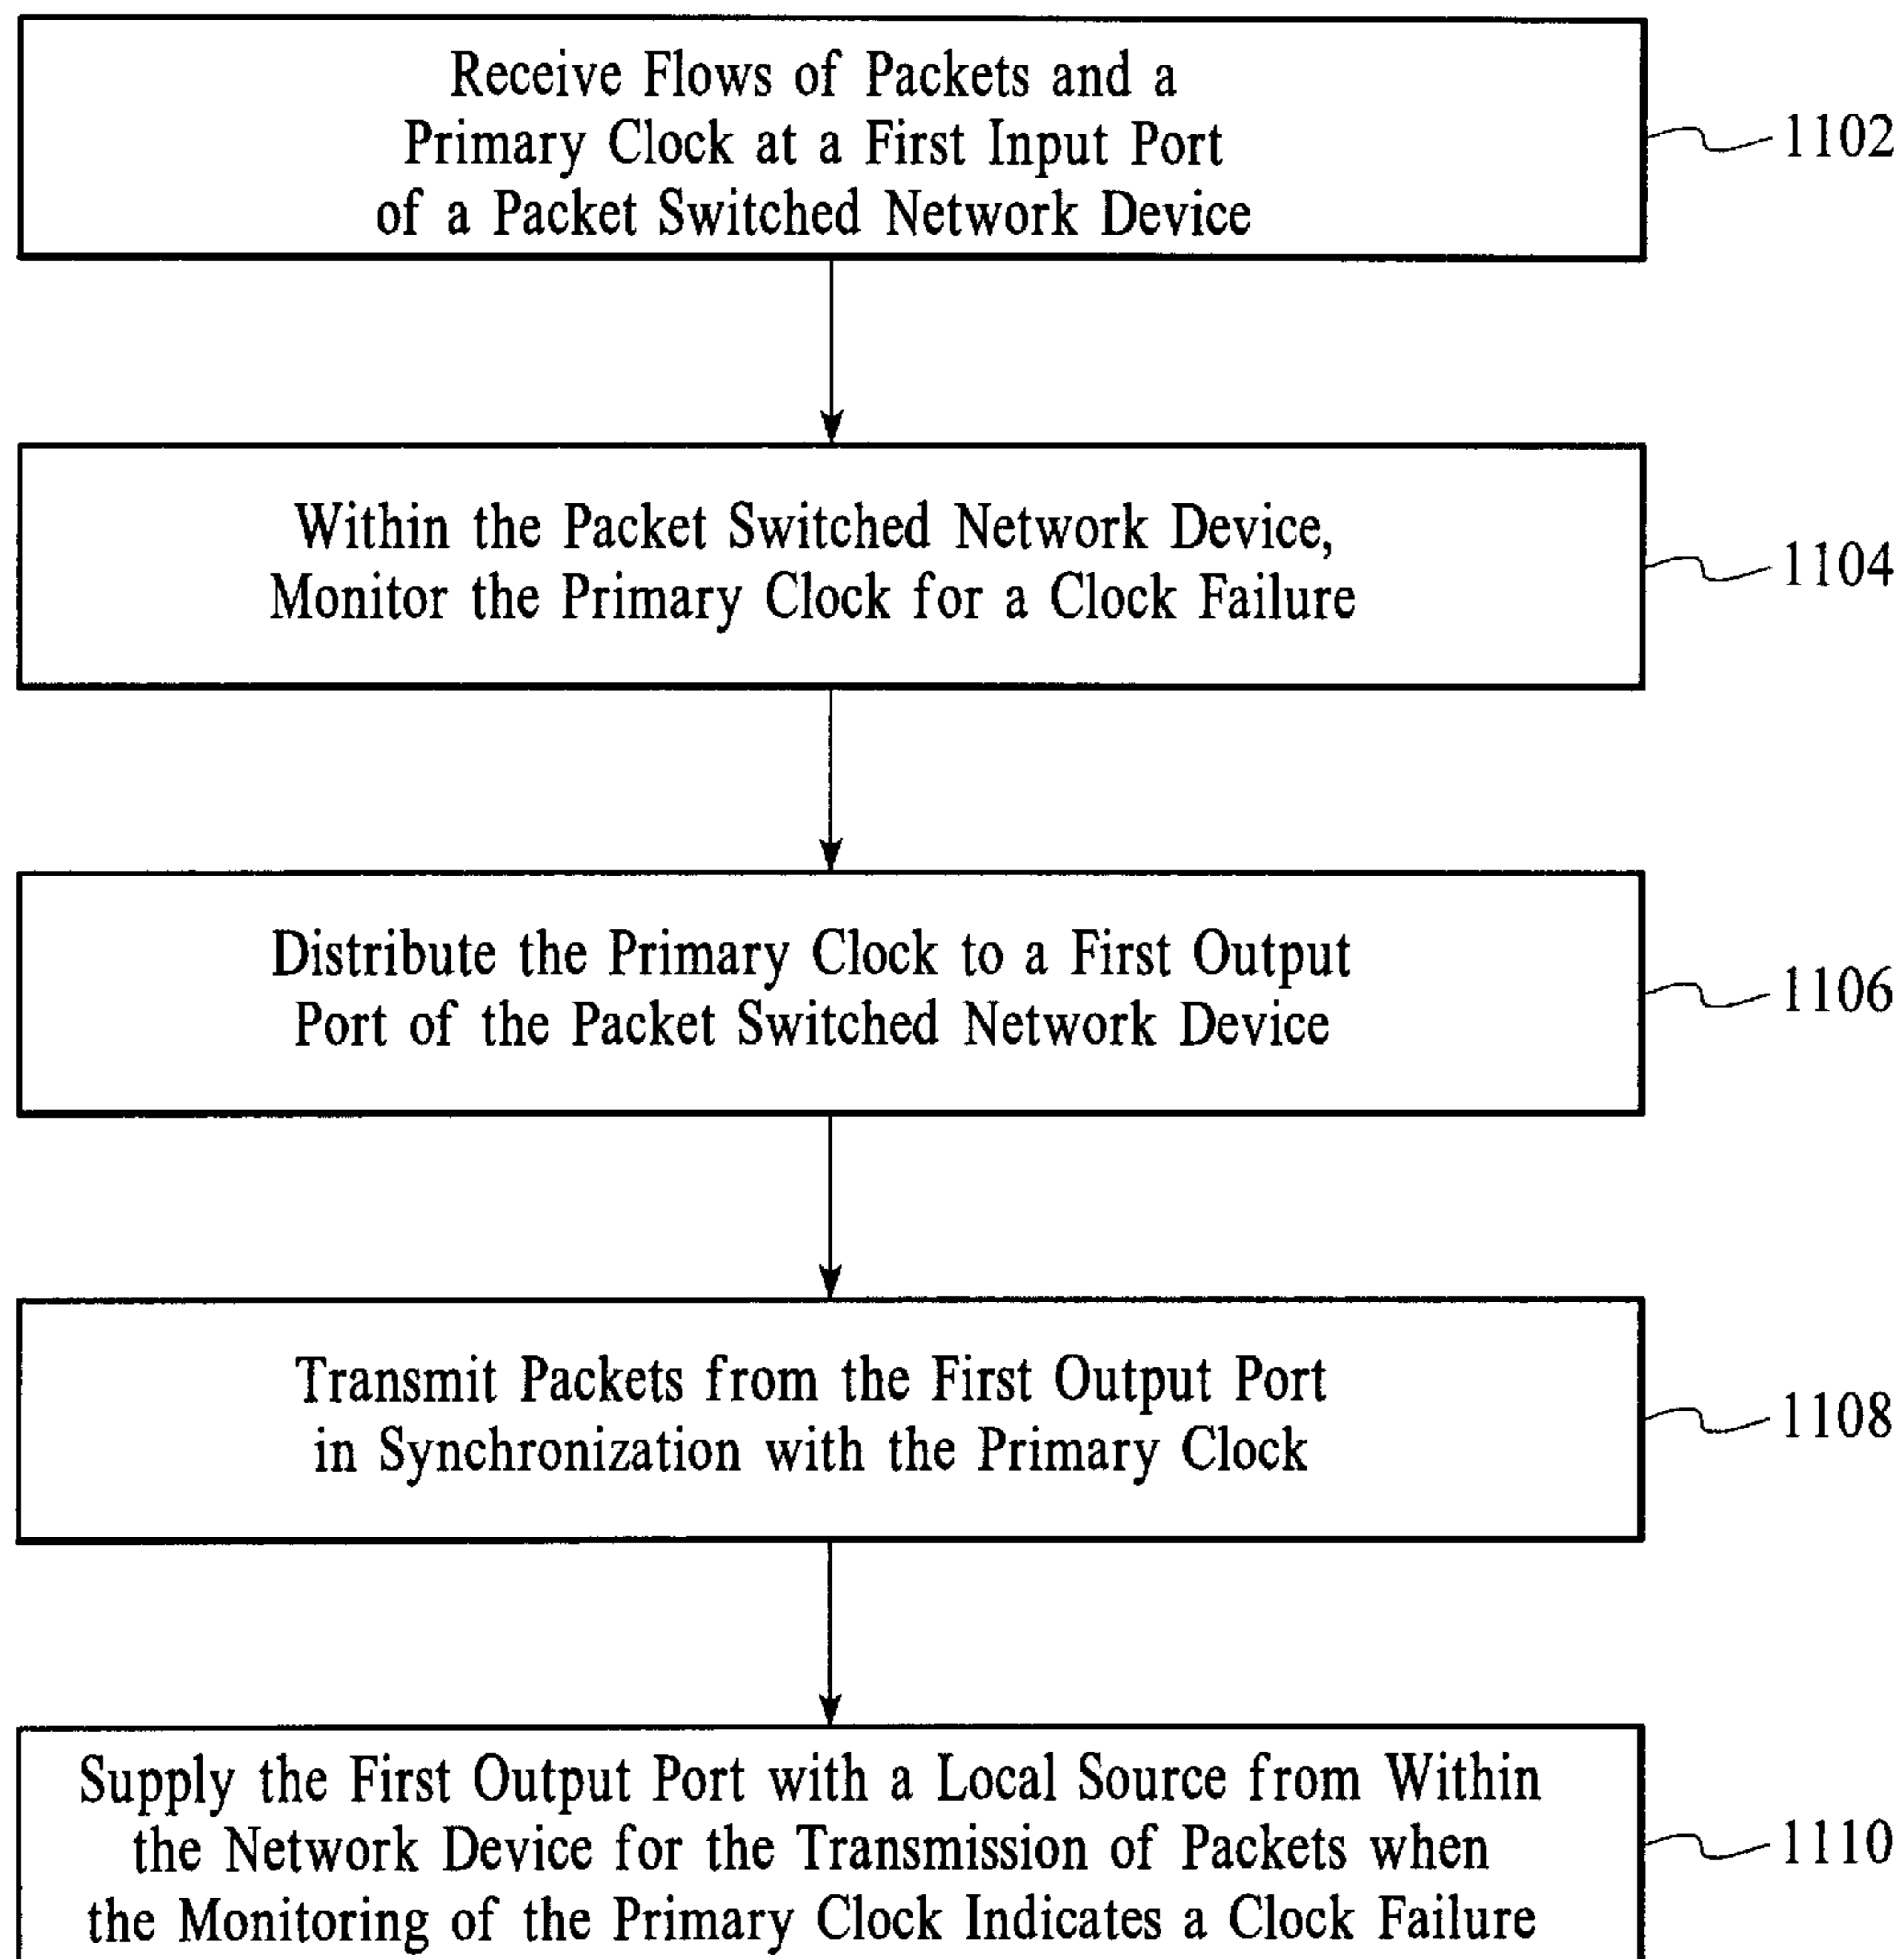 Receive Flows of Packets and a
Primary Clock at a First Input Port
of a Packet Switched Network Device
1102
Within the Packet Switched Network Device,
Monitor the Primary Clock for a Clock Failure
1104
Distribute the Primary Clock to a First Output
Port of the Packet Switched Network Device
1106
Transmit Packets from the First Output Port
in Synchronization with the Primary Clock
1108
Supply the First Output Port with a Local Source from Within
the Network Device for the Transmission of Packets when
the Monitoring of the Primary Clock Indicates a Clock Failure
1110